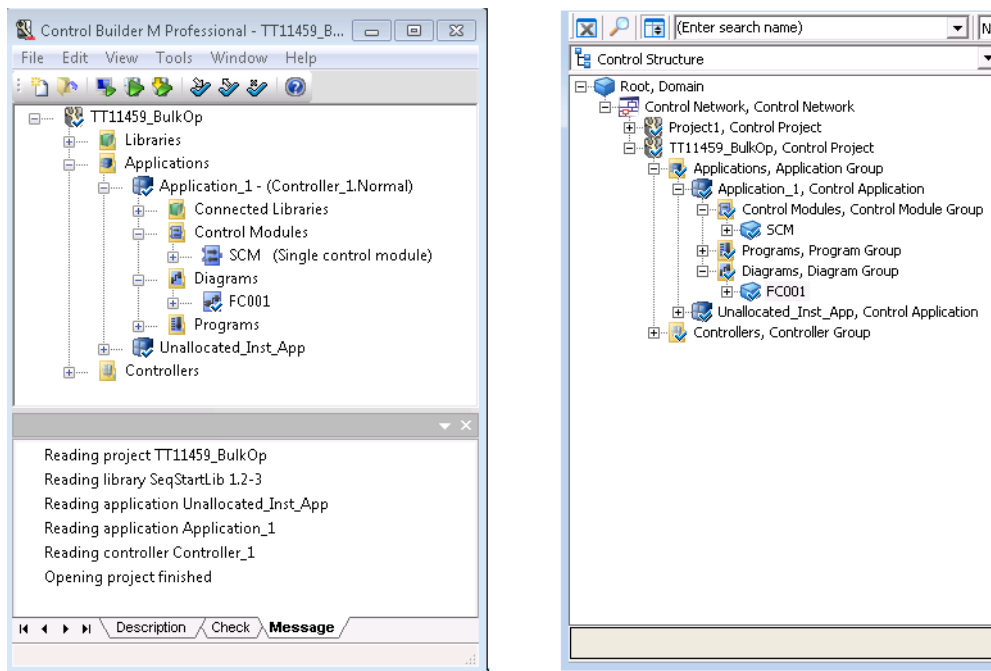 Control Builder M Professional - TT11459_B...
File Edit View Tools Window Help
TT11459_BulkOp
Libraries
Applications
Application_1 - (Controller_1.Normal)
Connected Libraries
Control Modules
SCM (Single control module)
Diagrams
FC001
Programs
Unallocated_Inst_App
Controllers
Reading project TT11459_BulkOp
Reading library SeqStartLib 1.2-3
Reading application Unallocated_Inst_App
Reading application Application_1
Reading controller Controller_1
Opening project finished
Description Check Message
(Enter search name) N
Control Structure
Root, Domain
Control Network, Control Network
Project1, Control Project
TT11459_BulkOp, Control Project
Applications, Application Group
Application_1, Control Application
Control Modules, Control Module Group
SCM
Programs, Program Group
Diagrams, Diagram Group
FC001
Unallocated_Inst_App, Control Application
Controllers, Controller Group